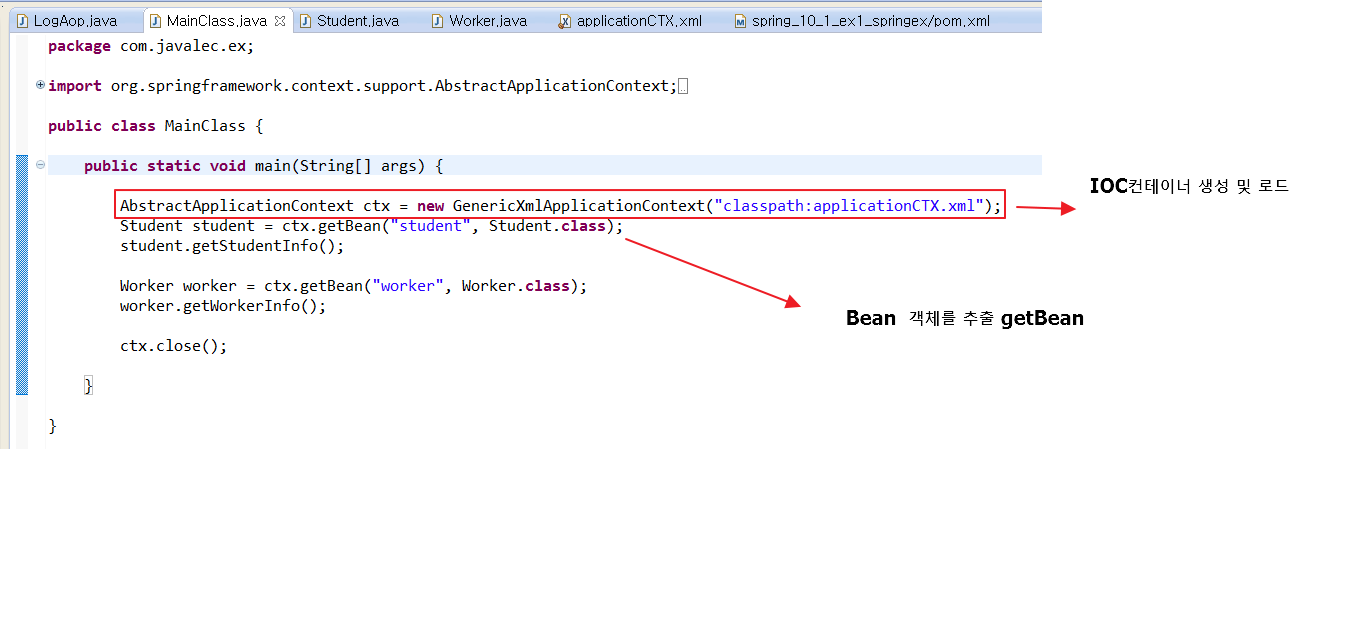 LogAop.java MainClass.java Student.java Worker.java applicationCTX.xml spring_10_1_ex1_springex/pom.xml
package com.javalec.ex;
import org.springframework.context.support.AbstractApplicationContext;
public class MainClass {
public static void main(String[] args) {
AbstractApplicationContext ctx = new GenericXmlApplicationContext("classpath:applicationCTX.xml");
IOC컨테이너 생성 및 로드
Student student = ctx.getBean("student", Student.class);
student.getStudentInfo();
Worker worker = ctx.getBean("worker", Worker.class);
worker.getWorkerInfo();
Bean 객체를 추출 getBean
ctx.close();
}
}